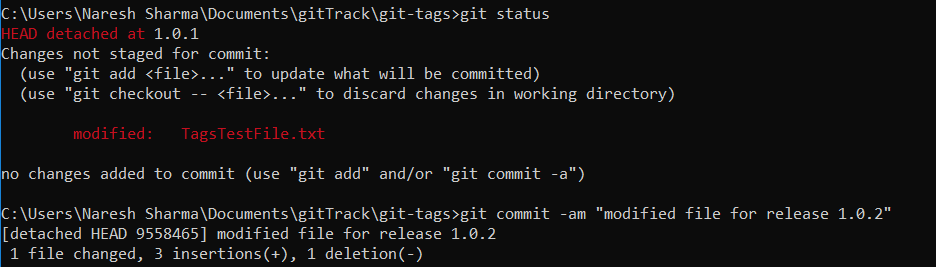 C:\Users\Naresh Sharma\Documents\gitTrack\git-tags>git status
HEAD detached at 1.0.1
Changes not staged for commit:
  (use "git add <file>..." to update what will be committed)
  (use "git checkout -- <file>..." to discard changes in working directory)
        modified:   TagsTestFile.txt
no changes added to commit (use "git add" and/or "git commit -a")
C:\Users\Naresh Sharma\Documents\gitTrack\git-tags>git commit -am "modified file for release 1.0.2"
[detached HEAD 9558465] modified file for release 1.0.2
 1 file changed, 3 insertions(+), 1 deletion(-)